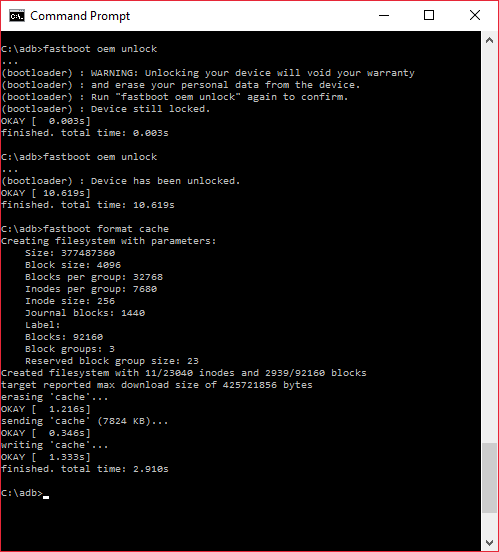 Command Prompt
C:\adb>fastboot oem unlock
...
(bootloader) : WARNING: Unlocking your device will void your warranty
(bootloader) : and erase your personal data from the device.
(bootloader) : Run "fastboot oem unlock" again to confirm.
(bootloader) : Device still locked.
OKAY [  0.003s]
finished. total time: 0.003s
C:\adb>fastboot oem unlock
...
(bootloader) : Device has been unlocked.
OKAY [ 10.619s]
finished. total time: 10.619s
C:\adb>fastboot format cache
Creating filesystem with parameters:
    Size: 377487360
    Block size: 4096
    Blocks per group: 32768
    Inodes per group: 7680
    Inode size: 256
    Journal blocks: 1440
    Label:
    Blocks: 92160
    Block groups: 3
    Reserved block group size: 23
Created filesystem with 11/23040 inodes and 2939/92160 blocks
target reported max download size of 425721856 bytes
erasing 'cache'...
OKAY [  1.216s]
sending 'cache' (7824 KB)...
OKAY [  0.346s]
writing 'cache'...
OKAY [  1.333s]
finished. total time: 2.910s
C:\adb>